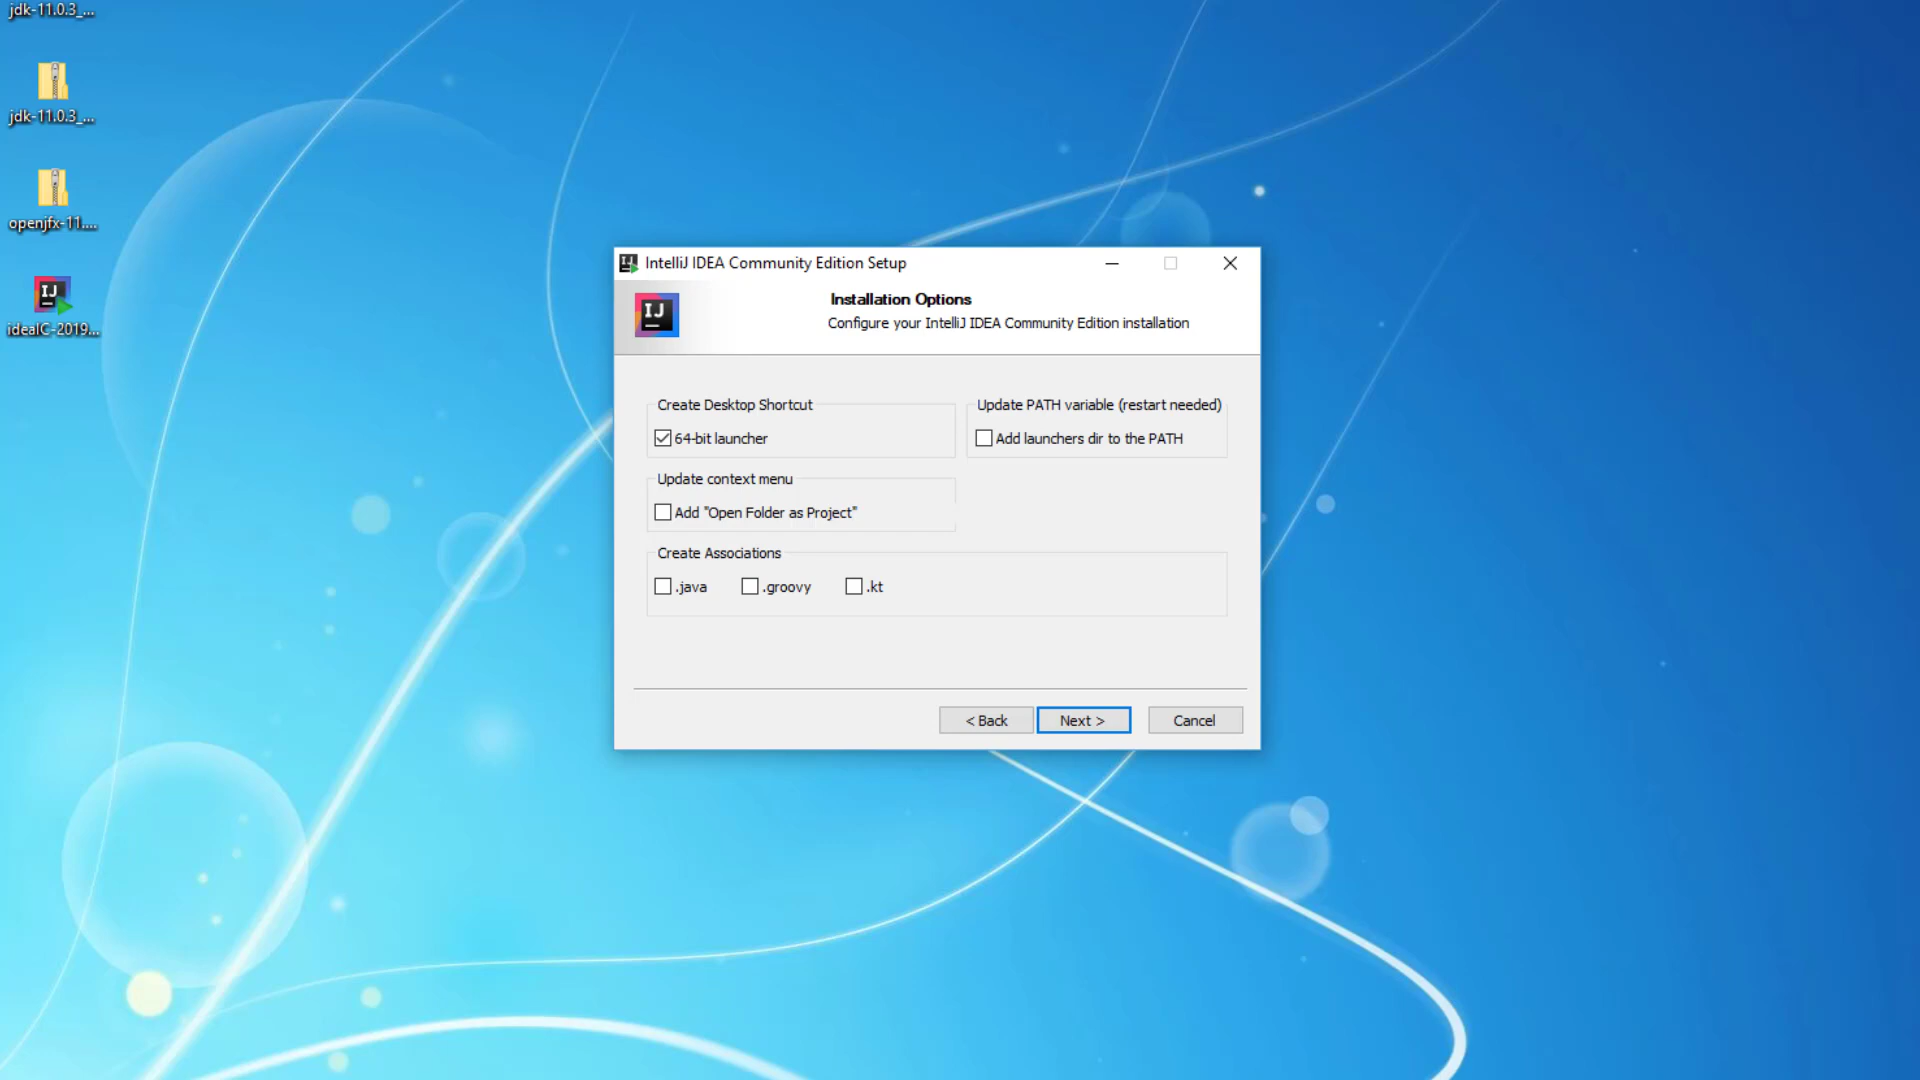 jdk-11.0.3_...
jdk-11.0.3_...
openjfx-11....
ideaIC-2019...
IntelliJ IDEA Community Edition Setup
IJ
Installation Options
Configure your IntelliJ IDEA Community Edition installation
Create Desktop Shortcut
64-bit launcher
Update PATH variable (restart needed)
Add launchers dir to the PATH
Update context menu
Add "Open Folder as Project"
Create Associations
.java
.groovy
.kt
< Back
Next >
Cancel